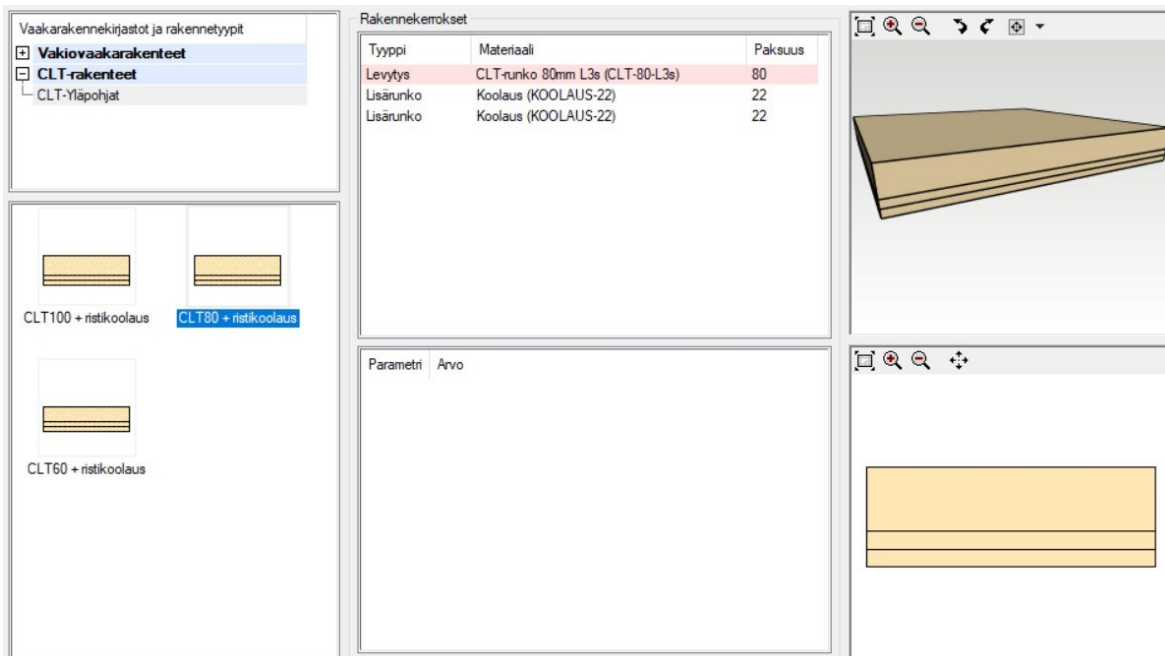 Vaakarakennekirjastot ja rakennetyypit
Vakiovaakarakenteet
CLT-rakenteet
CLT-Yläpohjat
CLT100 + ristikoolaus
CLT80 + ristikoolaus
CLT60 + ristikoolaus
Rakennekerrokset
Tyyppi Materiaali Paksuus
Levytys CLT-runko 80mm L3s (CLT-80-L3s) 80
Lisärunko Koolaus (KOOLAUS-22) 22
Lisärunko Koolaus (KOOLAUS-22) 22
Parametri Arvo